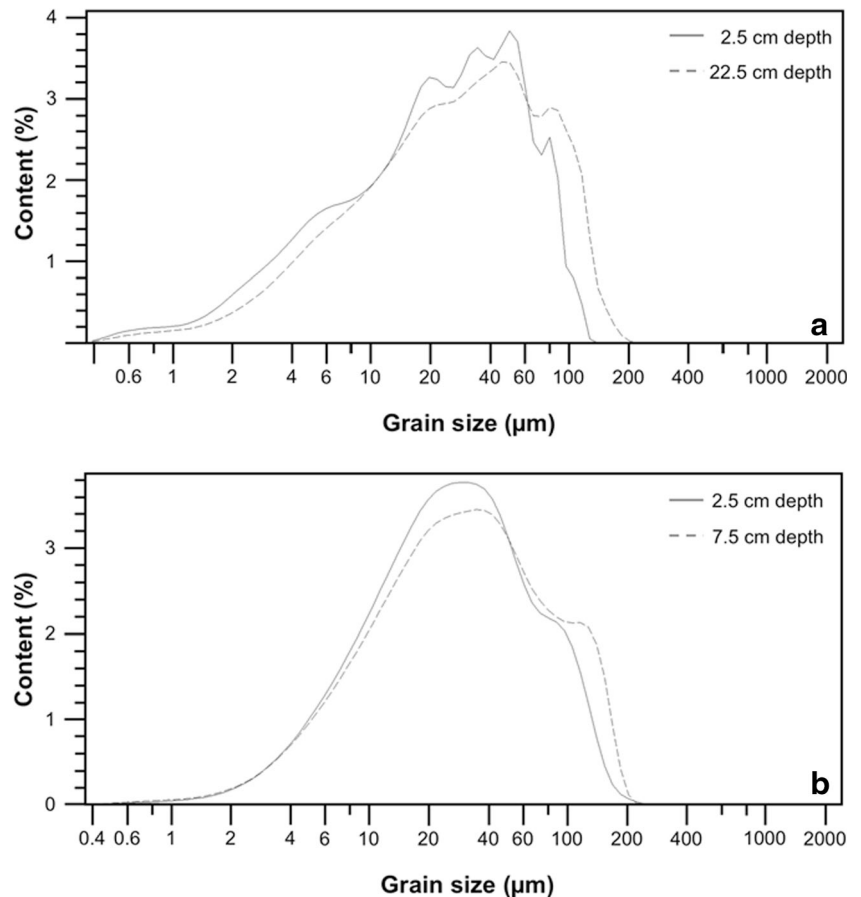 4
2.5 cm depth
22.5 cm depth
3
2
1
Content (%)
a
0.6 1 2 4 6 10 20 40 60 100 200 400 1000 2000
Grain size (µm)
2.5 cm depth
7.5 cm depth
3
2
1
0
Content (%)
b
0.4 0.6 1 2 4 6 10 20 40 60 100 200 400 1000 2000
Grain size (µm)